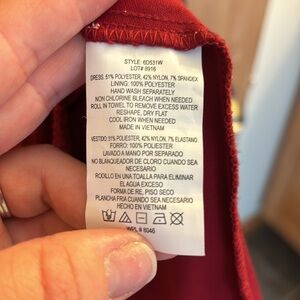 STYLE: 6D531W
LOT# 8916
DRESS: 51% POLYESTER, 42% NYLON, 7% SPANDEX
LINING: 100% POLYESTER
HAND WASH SEPARATELY
NON CHLORINE BLEACH WHEN NEEDED
ROLL IN TOWEL TO REMOVE EXCESS WATER
RESHAPE, DRY FLAT
COOL IRON WHEN NEEDED
MADE IN VIETNAM
VESTIDO: 51% POLIESTER, 42% NYLON, 7% ELASTANO
FORRO: 100% POLIESTER
LAVADO A MANO POR SEPARADO
NO BLANQUEADOR DE CLORO CUANDO SEA
NECESARIO
RODILLO EN UNA TOALLA PARA ELIMINAR
EL AGUA EXCESO
FORMA DE RE, PISO SECO
PLANCHA FRIA CUANDO SEA NECESARIO
HECHO EN VIETNAM
# 8046